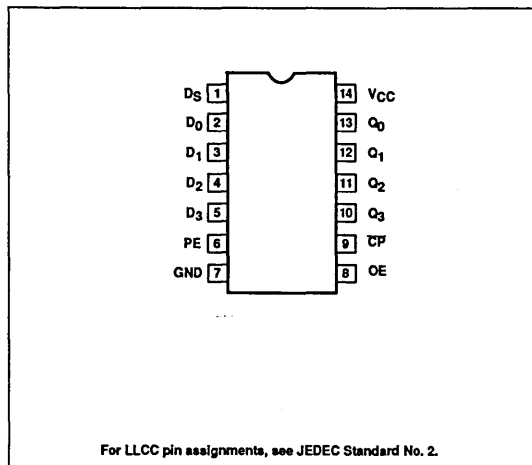 Ds 1 14 Vcc
D0 2 13 Q0
D1 3 12 Q1
D2 4 11 Q2
D3 5 10 Q3
PE 6 9 C̅P̅
GND 7 8 OE
For LLCC pin assignments, see JEDEC Standard No. 2.